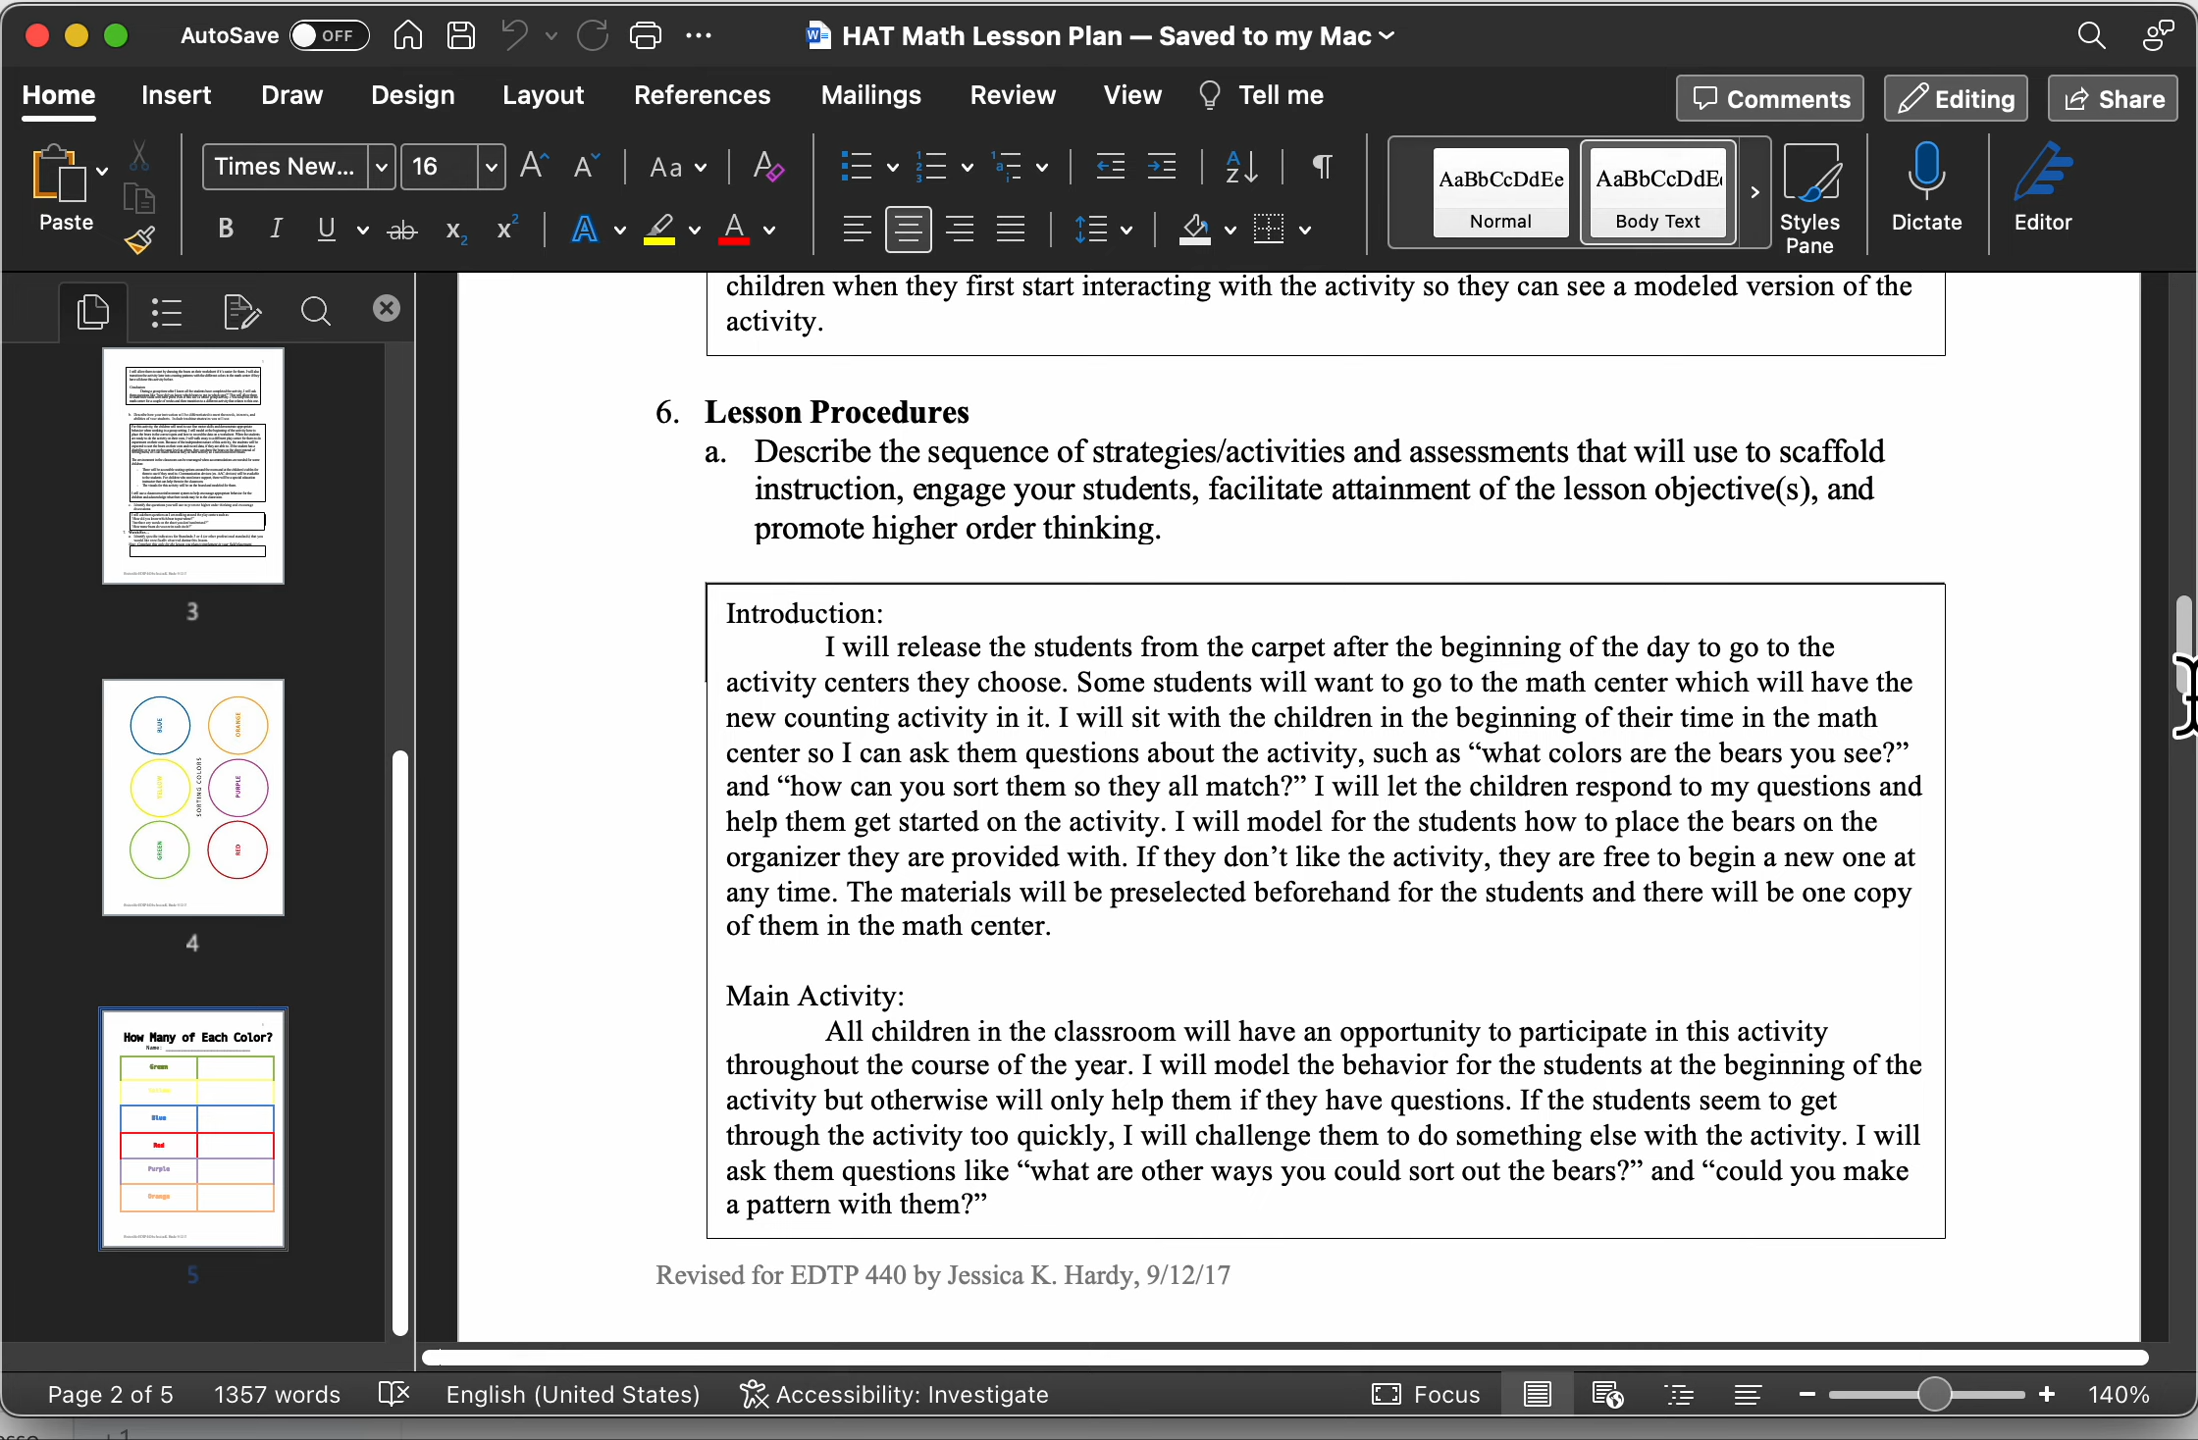 AutoSave OFF
HAT Math Lesson Plan — Saved to my Mac
Home Insert Draw Design Layout References Mailings Review View Tell me
Comments Editing Share
Paste
Times New... 16
AaBbCcDdEe AaBbCcDdE
Normal Body Text
Styles Pane
Dictate
Editor
3
BLUE ORANGE
YELLOW SORTING COLORS PURPLE
GREEN RED
4
How Many of Each Color?
Name:
Green
Blue
Red
Purple
Orange
5
children when they first start interacting with the activity so they can see a modeled version of the
activity.
6. Lesson Procedures
a. Describe the sequence of strategies/activities and assessments that will use to scaffold
instruction, engage your students, facilitate attainment of the lesson objective(s), and
promote higher order thinking.
Introduction:
I will release the students from the carpet after the beginning of the day to go to the
activity centers they choose. Some students will want to go to the math center which will have the
new counting activity in it. I will sit with the children in the beginning of their time in the math
center so I can ask them questions about the activity, such as “what colors are the bears you see?”
and “how can you sort them so they all match?” I will let the children respond to my questions and
help them get started on the activity. I will model for the students how to place the bears on the
organizer they are provided with. If they don’t like the activity, they are free to begin a new one at
any time. The materials will be preselected beforehand for the students and there will be one copy
of them in the math center.
Main Activity:
All children in the classroom will have an opportunity to participate in this activity
throughout the course of the year. I will model the behavior for the students at the beginning of the
activity but otherwise will only help them if they have questions. If the students seem to get
through the activity too quickly, I will challenge them to do something else with the activity. I will
ask them questions like “what are other ways you could sort out the bears?” and “could you make
a pattern with them?”
Revised for EDTP 440 by Jessica K. Hardy, 9/12/17
Page 2 of 5 1357 words English (United States) Accessibility: Investigate Focus 140%